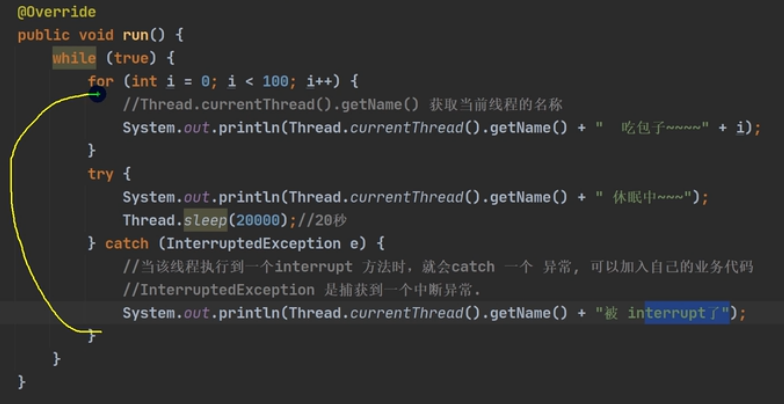 @Override
public void run() {
while (true) {
for (int i = 0; i < 100; i++) {
//Thread.currentThread().getName() 获取当前线程的名称
System.out.println(Thread.currentThread().getName() + "  吃包子~~~~" + i);
}
try {
System.out.println(Thread.currentThread().getName() + " 休眠中~~~");
Thread.sleep(20000);//20秒
} catch (InterruptedException e) {
//当该线程执行到一个interrupt 方法时，就会catch 一个 异常, 可以加入自己的业务代码
//InterruptedException 是捕获到一个中断异常.
System.out.println(Thread.currentThread().getName() + "被 interrupt了");
}
}
}